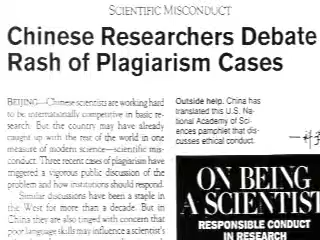 SCIENTIFIC MISCONDUCT
Chinese Researchers Debate
Rash of Plagiarism Cases
BEIJING—Chinese scientists are working hard
to be internationally competitive in basic re-
search. But the country may have already
caught up with the rest of the world in one
measure of modern science—scientific mis-
conduct. Three recent cases of plagiarism have
triggered a vigorous public discussion of the
problem and how institutions should respond.
Similar discussions have been a staple in
the West for more than a decade. But in
China they are also tinged with concern that
poor language skills may influence a scientist's
Outside help. China has
translated this U.S. Na-
tional Academy of Sci-
ences pamphlet that dis-
cusses ethical conduct.
ON BEING
A SCIENTIST
RESPONSIBLE CONDUCT
IN RESEARCH